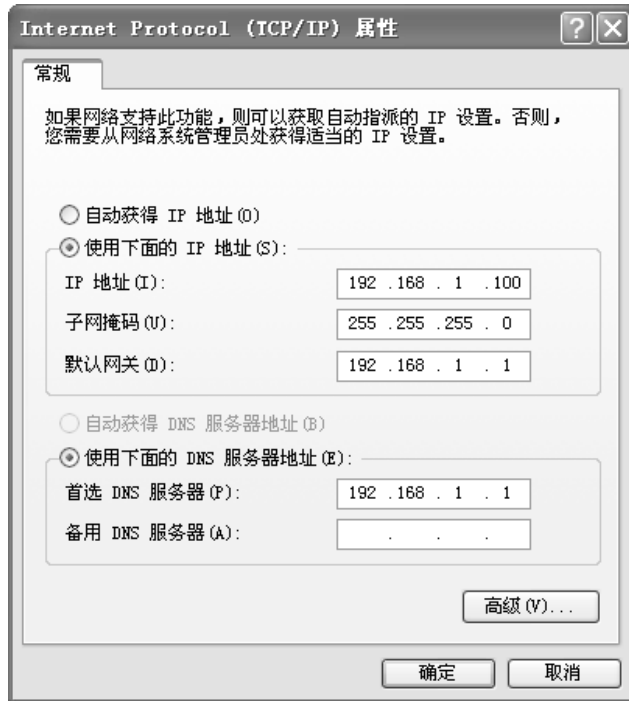 Internet Protocol (TCP/IP) 属性
常规
如果网络支持此功能，则可以获取自动指派的 IP 设置。否则，
您需要从网络系统管理员处获得适当的 IP 设置。
自动获得 IP 地址(O)
使用下面的 IP 地址(S):
IP 地址(I): 192 .168 . 1 .100
子网掩码(U): 255 .255 .255 . 0
默认网关(D): 192 .168 . 1 . 1
自动获得 DNS 服务器地址(B)
使用下面的 DNS 服务器地址(E):
首选 DNS 服务器(P): 192 .168 . 1 . 1
备用 DNS 服务器(A): . . .
高级(V)...
确定 取消